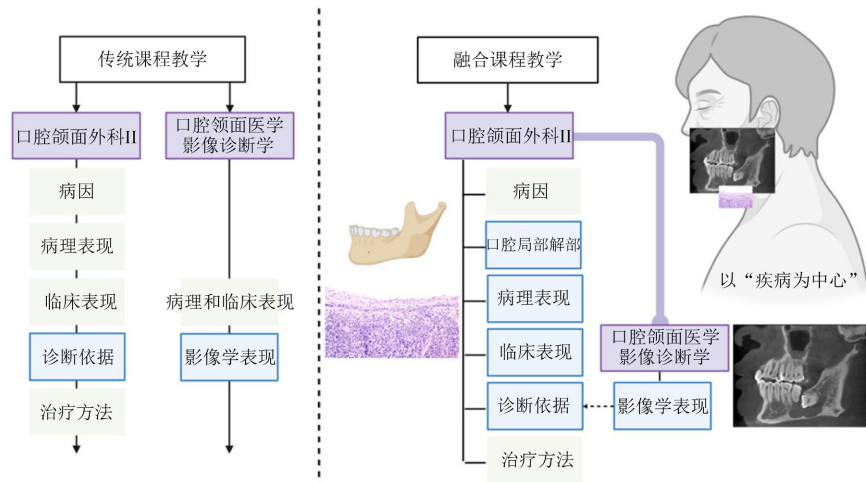 传统课程教学
口腔颌面外科II
口腔颌面医学
影像诊断学
病因
病理表现
临床表现
病理和临床表现
诊断依据
影像学表现
治疗方法
融合课程教学
口腔颌面外科II
病因
口腔局部解部
病理表现
临床表现
诊断依据
治疗方法
口腔颌面医学
影像诊断学
影像学表现
以“疾病为中心”